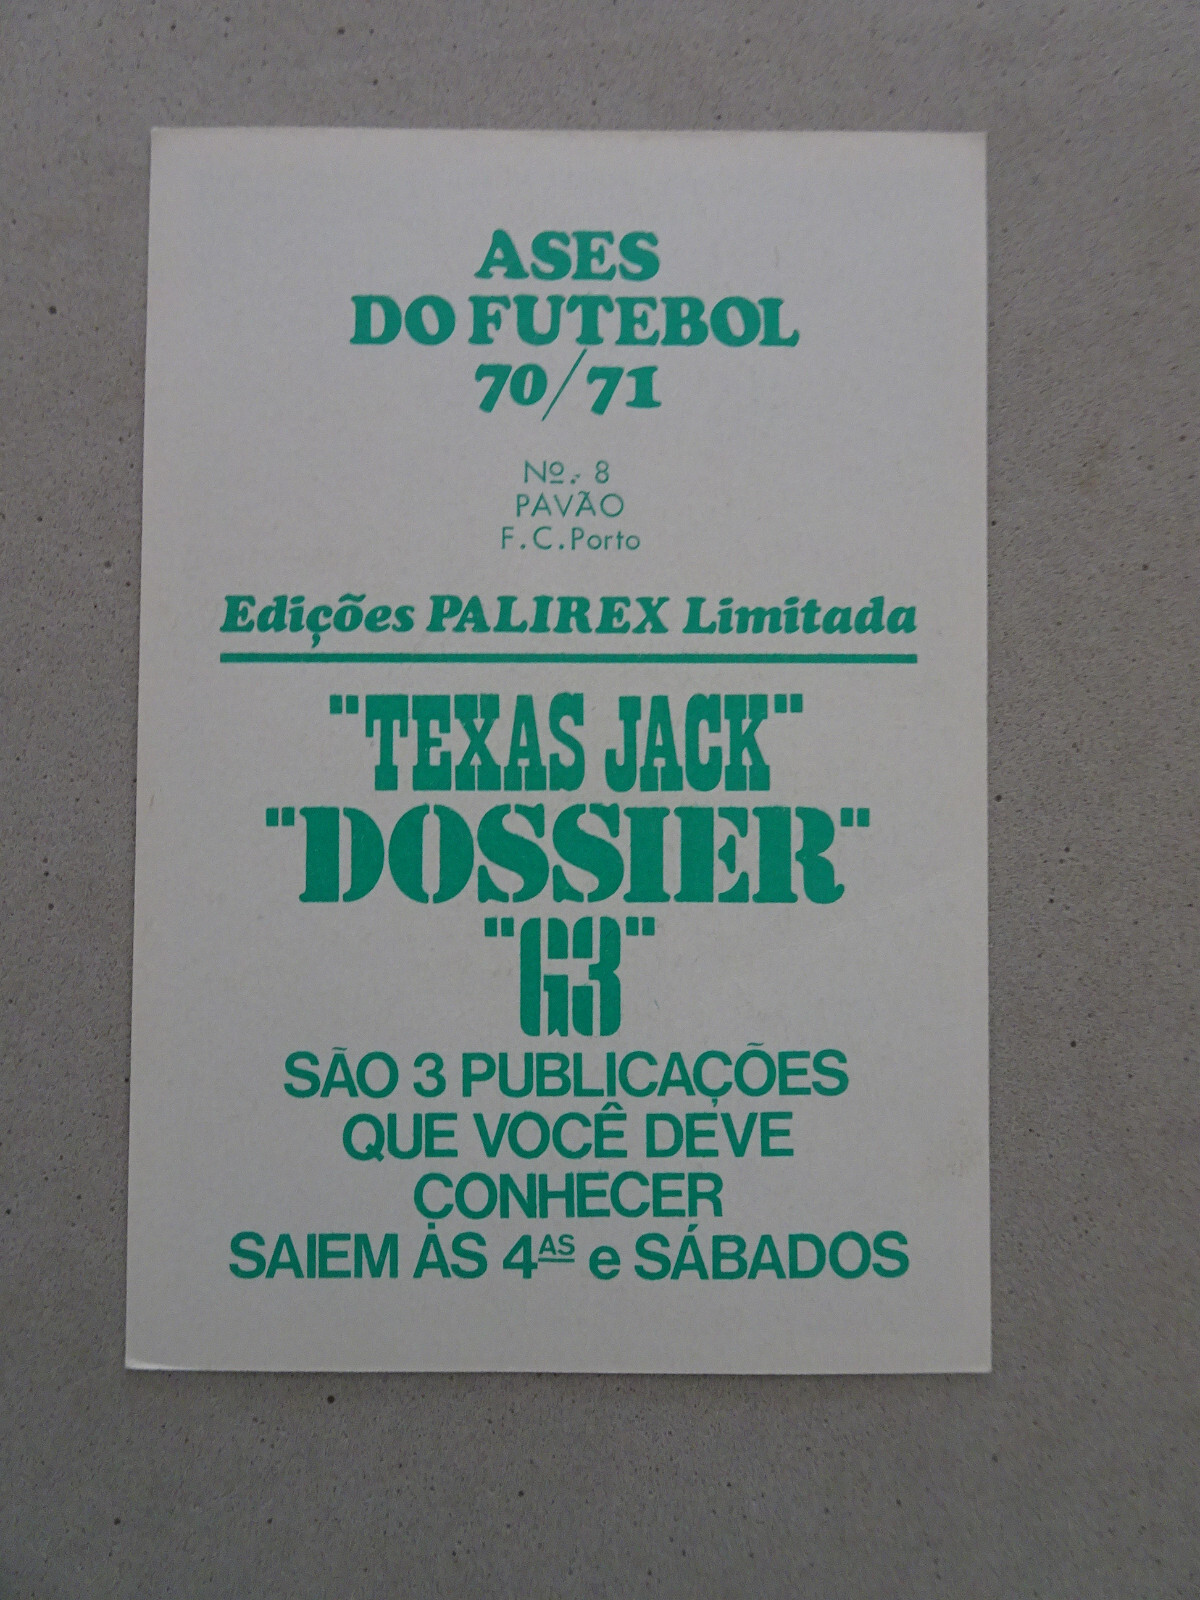 ASES
DO FUTEBOL
70/71
Nº.- 8
PAVÃO
F.C.Porto
Edições PALIREX Limitada
"TEXAS JACK"
"DOSSIER"
"G3"
SÃO 3 PUBLICAÇÕES
QUE VOCÊ DEVE
CONHECER
SAIEM ÀS 4AS e SÁBADOS